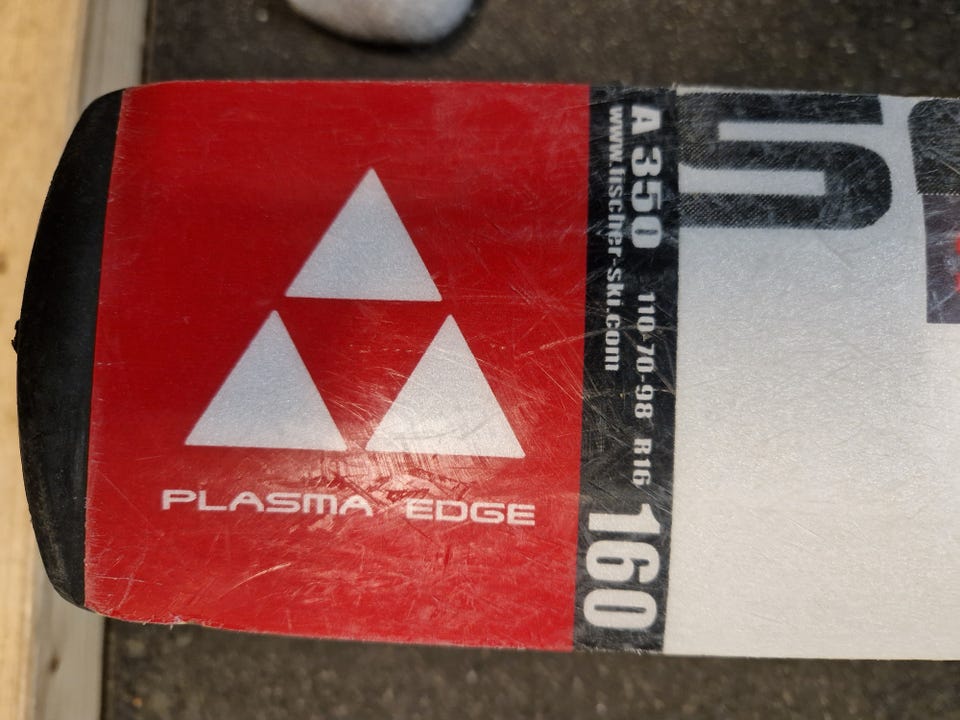 PLASMA EDGE
A 350 110-70-98 R16 160
www.fischer-ski.com